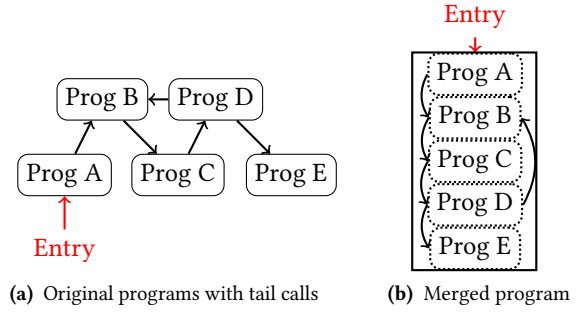 Prog B
Prog D
Prog A
Prog C
Prog E
Entry
(a) Original programs with tail calls
Entry
Prog A
Prog B
Prog C
Prog D
Prog E
(b) Merged program